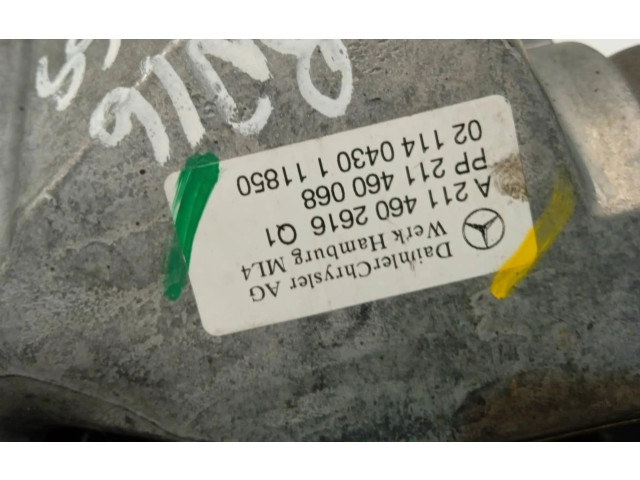 DaimlerChrysler AG
Werk Hamburg ML4
A 211 460 2616 Q1
PP 211 460 068
02 114 0430 1 11850